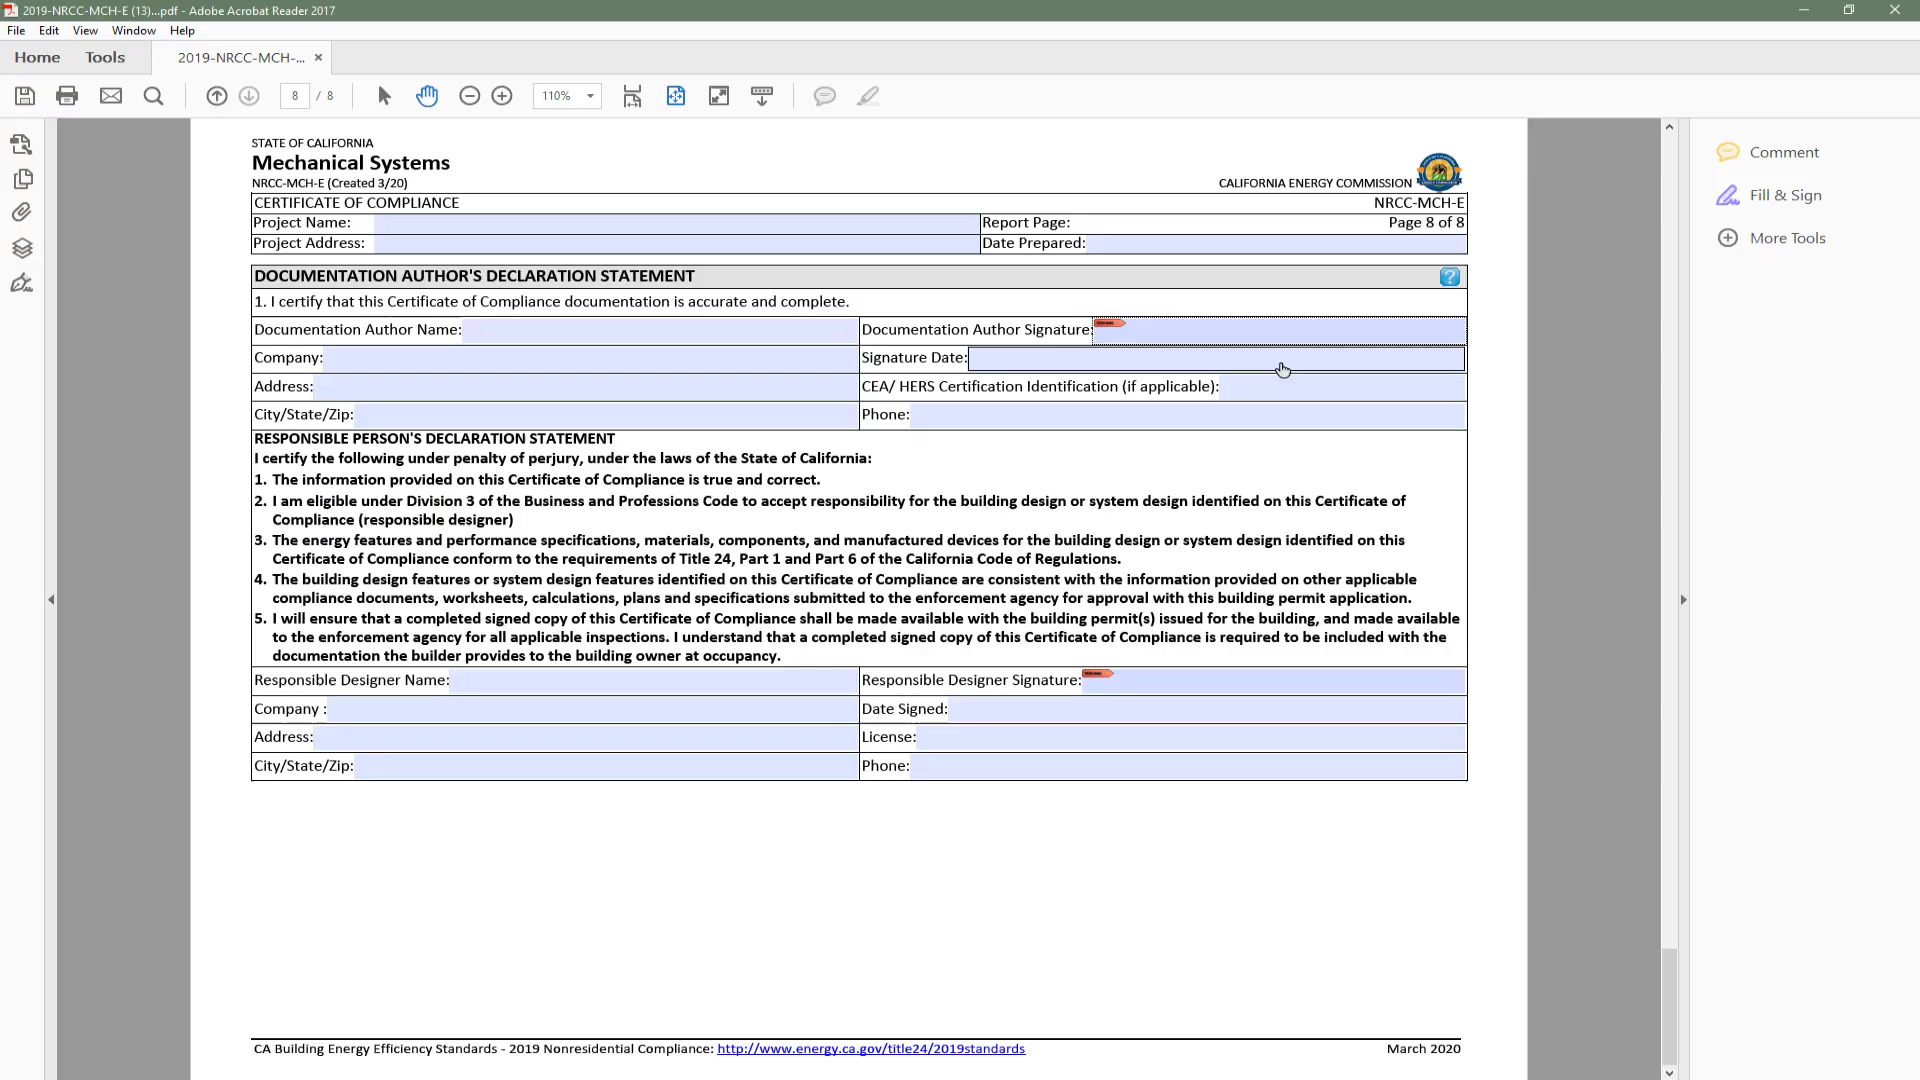 2019-NRCC-MCH-E (13)...pdf - Adobe Acrobat Reader 2017
File Edit View Window Help
Home Tools 2019-NRCC-MCH-... ×
8 / 8 110%
Comment
Fill & Sign
More Tools
STATE OF CALIFORNIA
Mechanical Systems
NRCC-MCH-E (Created 3/20) CALIFORNIA ENERGY COMMISSION
CERTIFICATE OF COMPLIANCE NRCC-MCH-E
Project Name: Report Page: Page 8 of 8
Project Address: Date Prepared:
DOCUMENTATION AUTHOR'S DECLARATION STATEMENT ?
1. I certify that this Certificate of Compliance documentation is accurate and complete.
Documentation Author Name: Documentation Author Signature:
Company: Signature Date:
Address: CEA/ HERS Certification Identification (if applicable):
City/State/Zip: Phone:
RESPONSIBLE PERSON'S DECLARATION STATEMENT
I certify the following under penalty of perjury, under the laws of the State of California:
1. The information provided on this Certificate of Compliance is true and correct.
2. I am eligible under Division 3 of the Business and Professions Code to accept responsibility for the building design or system design identified on this Certificate of
Compliance (responsible designer)
3. The energy features and performance specifications, materials, components, and manufactured devices for the building design or system design identified on this
Certificate of Compliance conform to the requirements of Title 24, Part 1 and Part 6 of the California Code of Regulations.
4. The building design features or system design features identified on this Certificate of Compliance are consistent with the information provided on other applicable
compliance documents, worksheets, calculations, plans and specifications submitted to the enforcement agency for approval with this building permit application.
5. I will ensure that a completed signed copy of this Certificate of Compliance shall be made available with the building permit(s) issued for the building, and made available
to the enforcement agency for all applicable inspections. I understand that a completed signed copy of this Certificate of Compliance is required to be included with the
documentation the builder provides to the building owner at occupancy.
Responsible Designer Name: Responsible Designer Signature:
Company : Date Signed:
Address: License:
City/State/Zip: Phone:
CA Building Energy Efficiency Standards - 2019 Nonresidential Compliance: http://www.energy.ca.gov/title24/2019standards March 2020